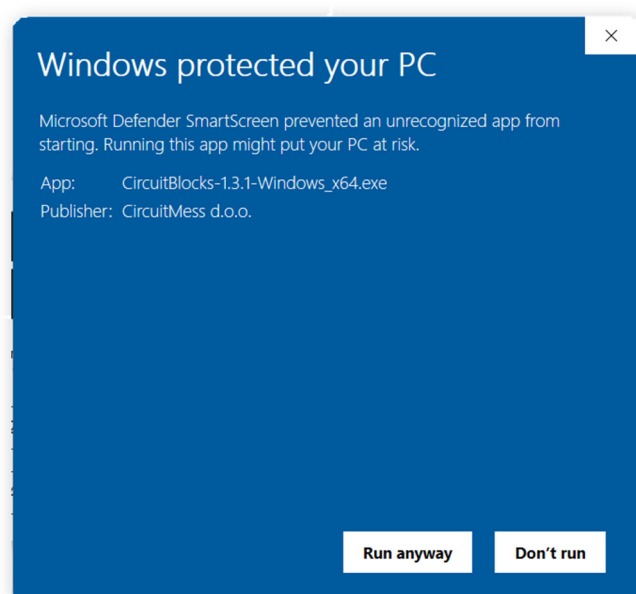 Windows protected your PC
Microsoft Defender SmartScreen prevented an unrecognized app from
starting. Running this app might put your PC at risk.
App: CircuitBlocks-1.3.1-Windows_x64.exe
Publisher: CircuitMess d.o.o.
Run anyway Don't run